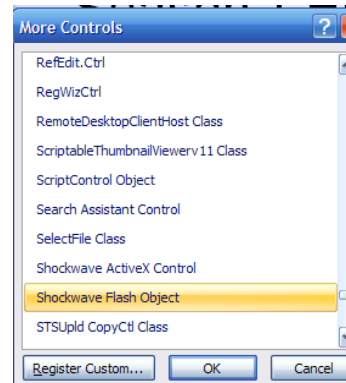 More Controls
?
RefEdit.Ctrl
RegWizCtrl
RemoteDesktopClientHost Class
ScriptableThumbnailViewerv11 Class
ScriptControl Object
Search Assistant Control
SelectFile Class
Shockwave ActiveX Control
Shockwave Flash Object
STSUpld CopyCtl Class
Register Custom... OK Cancel